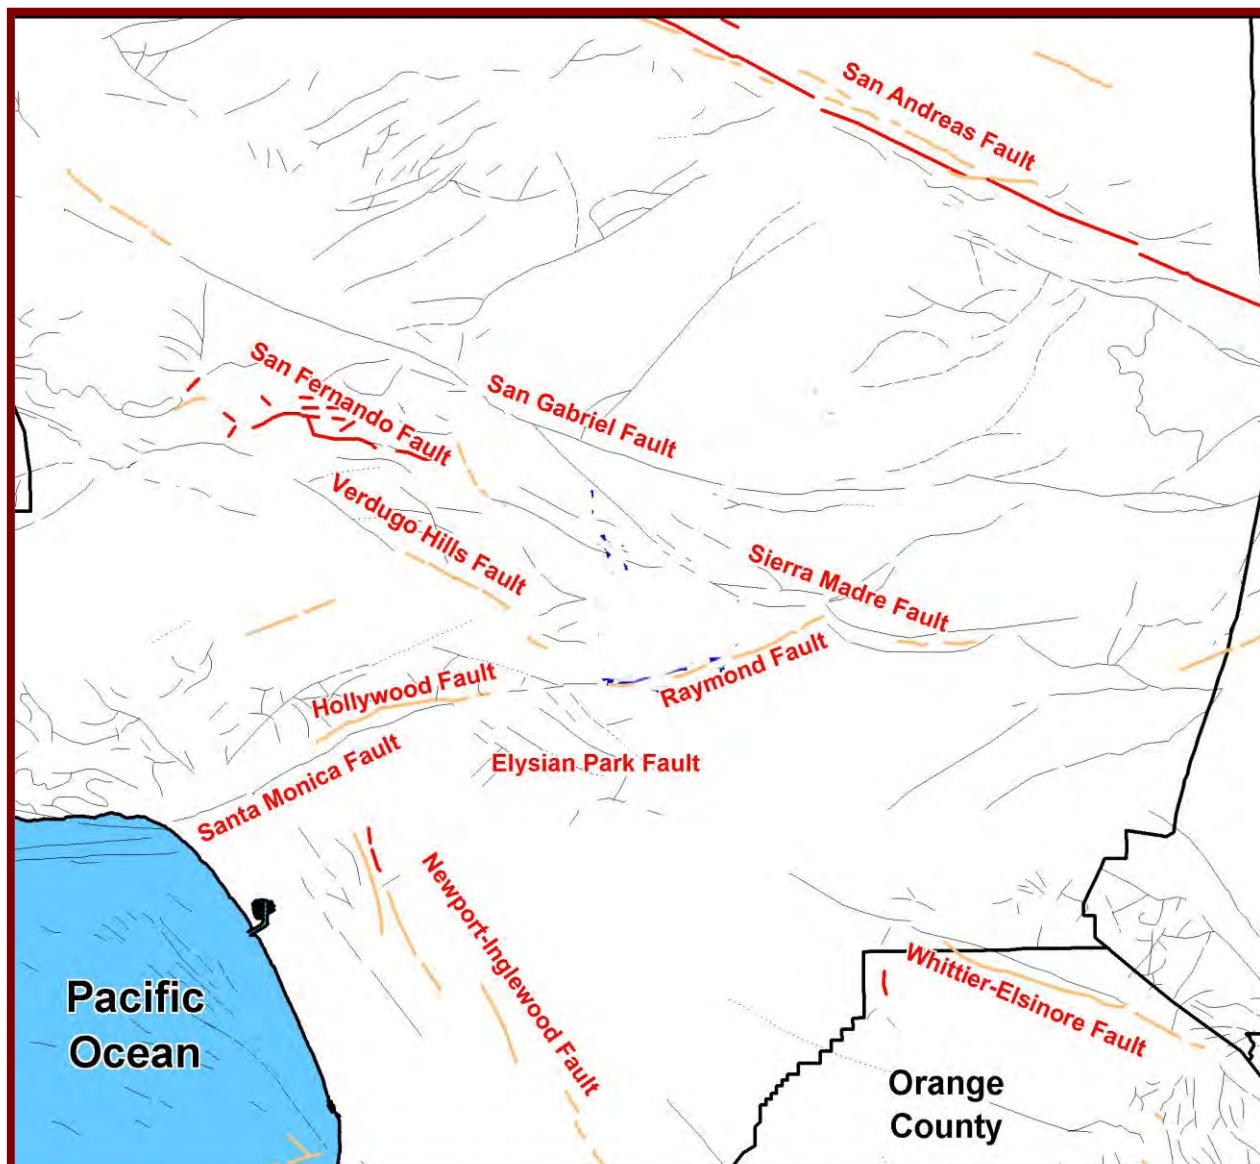 San Andreas Fault
San Fernando Fault
San Gabriel Fault
Verdugo Hills Fault
Sierra Madre Fault
Hollywood Fault
Raymond Fault
Santa Monica Fault
Elysian Park Fault
Newport-Inglewood Fault
Whittier-Elsinore Fault
Pacific
Ocean
Orange
County